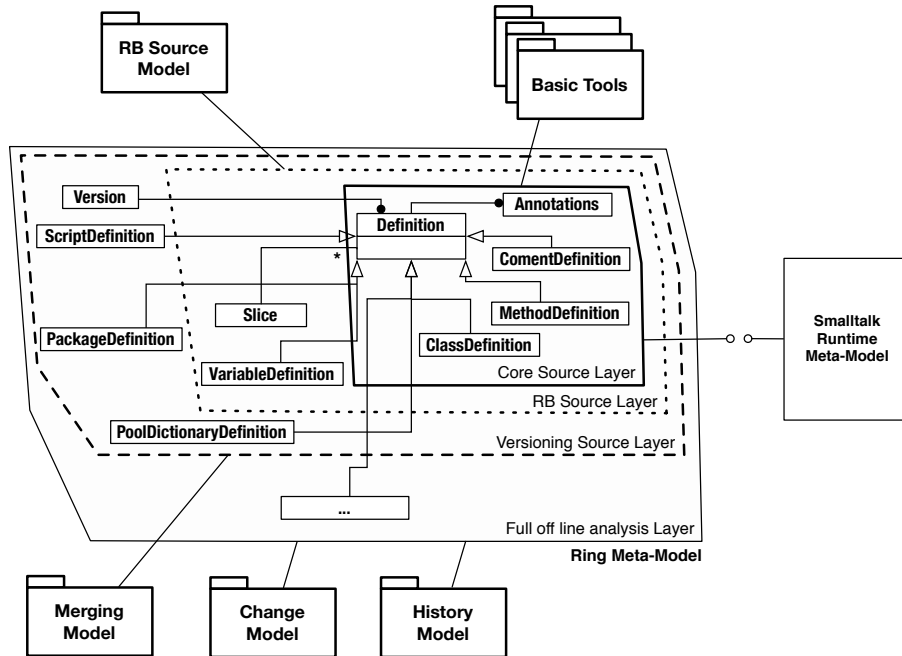 RB Source
Model
Basic Tools
Version
Annotations
Definition
ScriptDefinition
*
ComentDefinition
Slice
MethodDefinition
PackageDefinition
ClassDefinition
VariableDefinition
Core Source Layer
Smalltalk
Runtime
Meta-Model
RB Source Layer
PoolDictionaryDefinition
Versioning Source Layer
...
Full off line analysis Layer
Ring Meta-Model
Merging
Model
Change
Model
History
Model